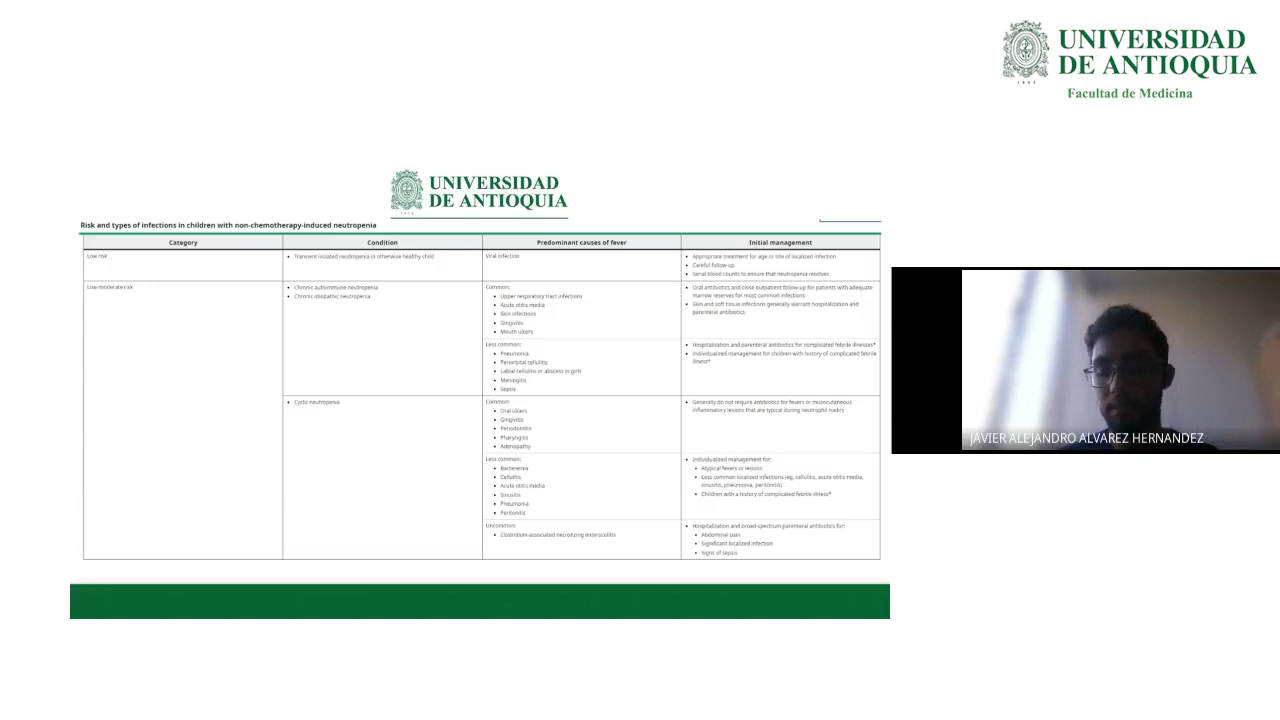 UNIVERSIDAD
DE ANTIOQUIA
1803
Facultad de Medicina
UNIVERSIDAD
DE ANTIOQUIA
Risk and types of infections in children with non-chemotherapy-induced neutropenia
Category
Condition
Predominant causes of fever
Initial management
Low risk
Transient isolated neutropenia in otherwise healthy child
Viral infection
Appropriate treatment for age or site of localized infection
Careful follow-up
Serial blood counts to ensure that neutropenia resolves
Low-moderate risk
Chronic autoimmune neutropenia
Chronic idiopathic neutropenia
Common:
Upper respiratory tract infections
Acute otitis media
Skin infections
Gingivitis
Mouth ulcers
Oral antibiotics and close outpatient follow-up for patients with adequate
marrow reserves for most common infections
Skin and soft tissue infections generally warrant hospitalization and
parenteral antibiotics
Less common:
Pneumonia
Periorbital cellulitis
Labial cellulitis or abscess in girls
Meningitis
Sepsis
Hospitalization and parenteral antibiotics for complicated febrile illnesses*
Individualized management for children with history of complicated febrile
illness*
Cyclic neutropenia
Common:
Oral ulcers
Gingivitis
Periodontitis
Pharyngitis
Adenopathy
Generally do not require antibiotics for fevers or mucocutaneous
inflammatory lesions that are typical during neutrophil nadirs
Less common:
Bacteremia
Cellulitis
Acute otitis media
Sinusitis
Pneumonia
Peritonitis
Individualized management for:
Atypical fevers or lesions
Less common localized infections (eg, cellulitis, acute otitis media,
sinusitis, pneumonia, peritonitis)
Children with a history of complicated febrile illness*
Uncommon:
Clostridium-associated necrotizing enterocolitis
Hospitalization and broad-spectrum parenteral antibiotics for:
Abdominal pain
Significant localized infection
Signs of sepsis
JAVIER ALEJANDRO ALVAREZ HERNANDEZ